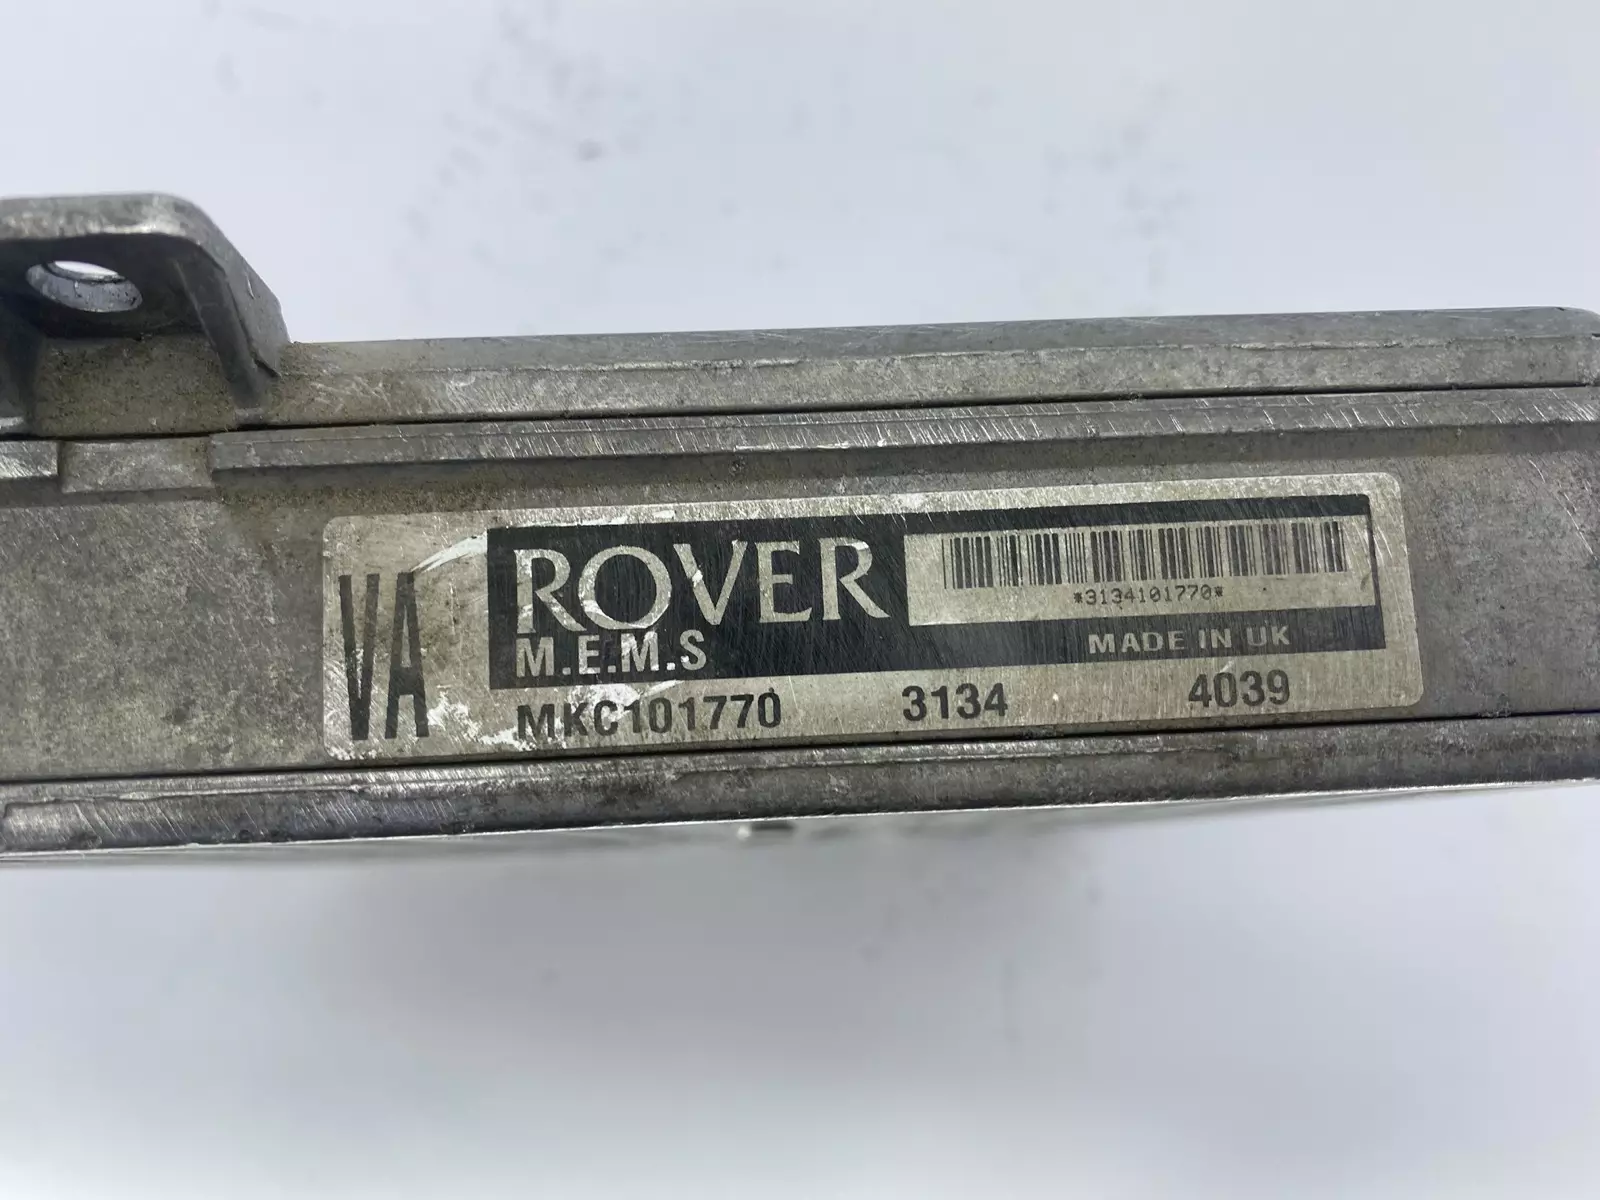 VA
ROVER
*3134101770*
M.E.M.S
MADE IN UK
MKC101770 3134 4039